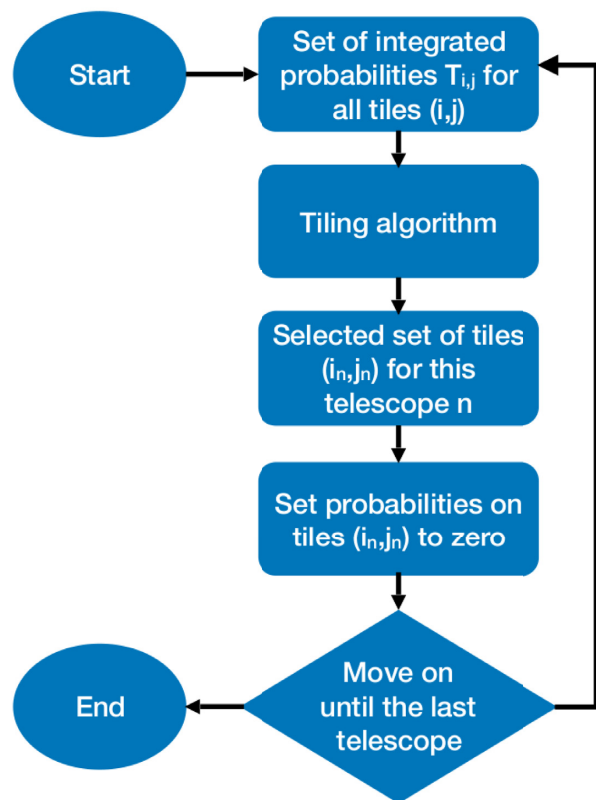 Start
Set of integrated
probabilities Tᵢ,ⱼ for
all tiles (i,j)
Tiling algorithm
Selected set of tiles
(iₙ,jₙ) for this
telescope n
Set probabilities on
tiles (iₙ,jₙ) to zero
Move on
until the last
telescope
End